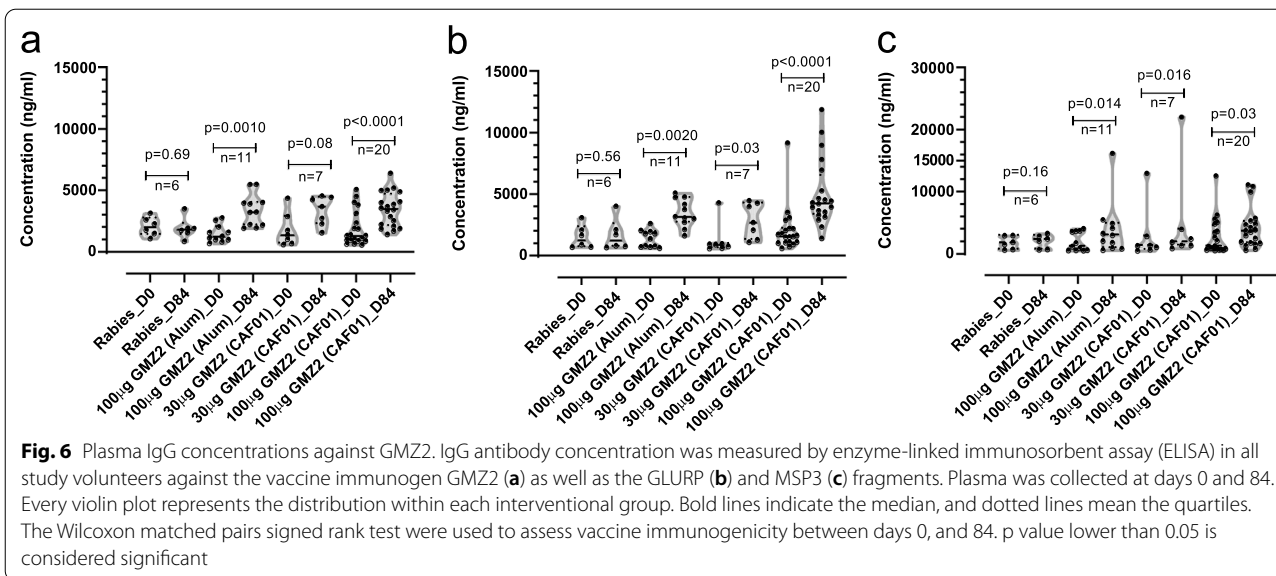 a
15000
10000
5000
0
Concentration (ng/ml)
p=0.69
n=6
p=0.0010
n=11
p=0.08
n=7
p<0.0001
n=20
Rabies_D0
Rabies_D84
100µg GMZ2 (Alum)_D0
100µg GMZ2 (Alum)_D84
30µg GMZ2 (CAF01)_D0
30µg GMZ2 (CAF01)_D84
100µg GMZ2 (CAF01)_D0
100µg GMZ2 (CAF01)_D84
b
15000
10000
5000
0
Concentration (ng/ml)
p=0.56
n=6
p=0.0020
n=11
p=0.03
n=7
p<0.0001
n=20
Rabies_D0
Rabies_D84
100µg GMZ2 (Alum)_D0
100µg GMZ2 (Alum)_D84
30µg GMZ2 (CAF01)_D0
30µg GMZ2 (CAF01)_D84
100µg GMZ2 (CAF01)_D0
100µg GMZ2 (CAF01)_D84
c
30000
20000
15000
10000
0
Concentration (ng/ml)
p=0.16
n=6
p=0.014
n=11
p=0.016
n=7
p=0.03
n=20
Rabies_D0
Rabies_D84
100µg GMZ2 (Alum)_D0
100µg GMZ2 (Alum)_D84
30µg GMZ2 (CAF01)_D0
30µg GMZ2 (CAF01)_D84
100µg GMZ2 (CAF01)_D0
100µg GMZ2 (CAF01)_D84
Fig. 6 Plasma IgG concentrations against GMZ2. IgG antibody concentration was measured by enzyme-linked immunosorbent assay (ELISA) in all
study volunteers against the vaccine immunogen GMZ2 (a) as well as the GLURP (b) and MSP3 (c) fragments. Plasma was collected at days 0 and 84.
Every violin plot represents the distribution within each interventional group. Bold lines indicate the median, and dotted lines mean the quartiles.
The Wilcoxon matched pairs signed rank test were used to assess vaccine immunogenicity between days 0, and 84. p value lower than 0.05 is
considered significant